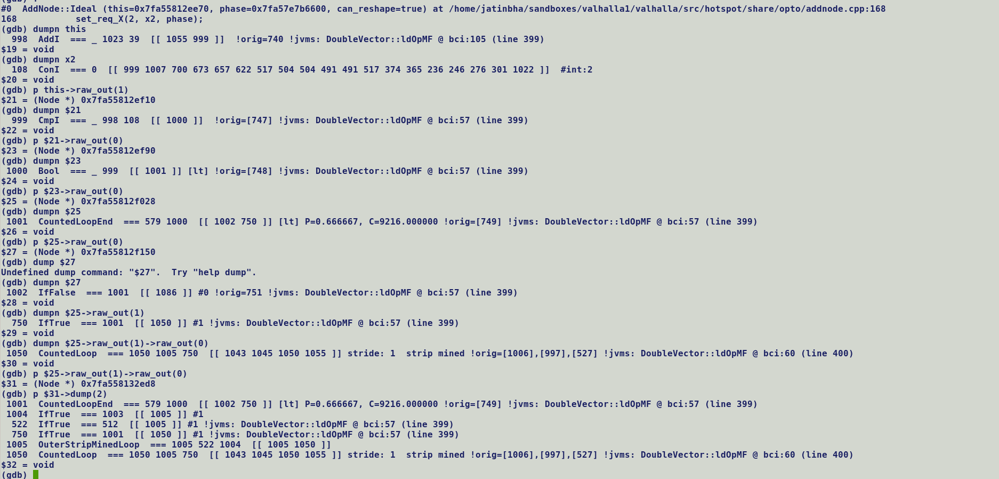 #0  AddNode::Ideal (this=0x7fa55812ee70, phase=0x7fa57e7b6600, can_reshape=true) at /home/jatinbha/sandboxes/valhalla1/valhalla/src/hotspot/share/opto/addnode.cpp:168
168           set_req_X(2, x2, phase);
(gdb) dumpn this
  998  AddI  === _ 1023 39  [[ 1055 999 ]]  !orig=740 !jvms: DoubleVector::ldOpMF @ bci:105 (line 399)
$19 = void
(gdb) dumpn x2
  108  ConI  === 0  [[ 999 1007 700 673 657 622 517 504 504 491 491 517 374 365 236 246 276 301 1022 ]]  #int:2
$20 = void
(gdb) p this->raw_out(1)
$21 = (Node *) 0x7fa55812ef10
(gdb) dumpn $21
  999  CmpI  === _ 998 108  [[ 1000 ]]  !orig=[747] !jvms: DoubleVector::ldOpMF @ bci:57 (line 399)
$22 = void
(gdb) p $21->raw_out(0)
$23 = (Node *) 0x7fa55812ef90
(gdb) dumpn $23
 1000  Bool  === _ 999  [[ 1001 ]] [lt] !orig=[748] !jvms: DoubleVector::ldOpMF @ bci:57 (line 399)
$24 = void
(gdb) p $23->raw_out(0)
$25 = (Node *) 0x7fa55812f028
(gdb) dumpn $25
 1001  CountedLoopEnd  === 579 1000  [[ 1002 750 ]] [lt] P=0.666667, C=9216.000000 !orig=[749] !jvms: DoubleVector::ldOpMF @ bci:57 (line 399)
$26 = void
(gdb) p $25->raw_out(0)
$27 = (Node *) 0x7fa55812f150
(gdb) dump $27
Undefined dump command: "$27".  Try "help dump".
(gdb) dumpn $27
 1002  IfFalse  === 1001  [[ 1086 ]] #0 !orig=751 !jvms: DoubleVector::ldOpMF @ bci:57 (line 399)
$28 = void
(gdb) dumpn $25->raw_out(1)
  750  IfTrue  === 1001  [[ 1050 ]] #1 !jvms: DoubleVector::ldOpMF @ bci:57 (line 399)
$29 = void
(gdb) dumpn $25->raw_out(1)->raw_out(0)
 1050  CountedLoop  === 1050 1005 750  [[ 1043 1045 1050 1055 ]] stride: 1  strip mined !orig=[1006],[997],[527] !jvms: DoubleVector::ldOpMF @ bci:60 (line 400)
$30 = void
(gdb) p $25->raw_out(1)->raw_out(0)
$31 = (Node *) 0x7fa558132ed8
(gdb) p $31->dump(2)
 1001  CountedLoopEnd  === 579 1000  [[ 1002 750 ]] [lt] P=0.666667, C=9216.000000 !orig=[749] !jvms: DoubleVector::ldOpMF @ bci:57 (line 399)
 1004  IfTrue  === 1003  [[ 1005 ]] #1
  522  IfTrue  === 512  [[ 1005 ]] #1 !jvms: DoubleVector::ldOpMF @ bci:57 (line 399)
  750  IfTrue  === 1001  [[ 1050 ]] #1 !jvms: DoubleVector::ldOpMF @ bci:57 (line 399)
 1005  OuterStripMinedLoop  === 1005 522 1004  [[ 1005 1050 ]]
 1050  CountedLoop  === 1050 1005 750  [[ 1043 1045 1050 1055 ]] stride: 1  strip mined !orig=[1006],[997],[527] !jvms: DoubleVector::ldOpMF @ bci:60 (line 400)
$32 = void
(gdb)